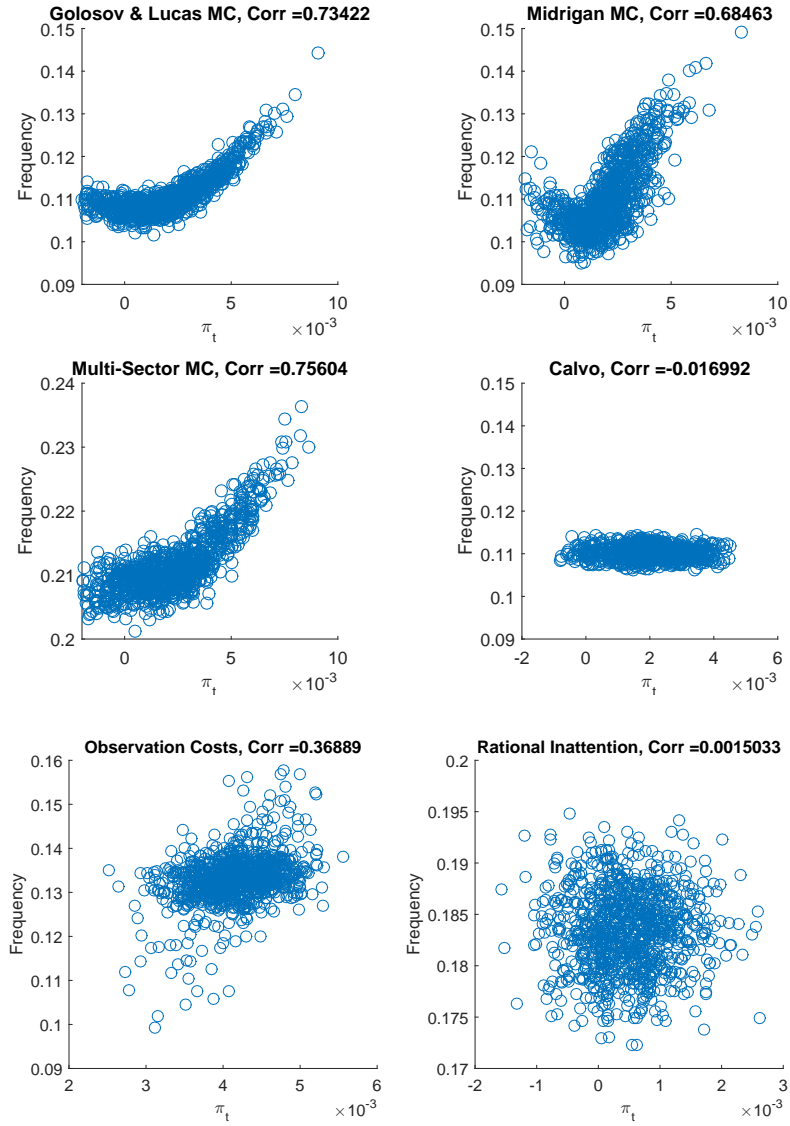 Golosov & Lucas MC, Corr =0.73422
0.15
0.14
0.13
0.12
0.11
0.1
0.09
Frequency
0 5 10
π_t ×10^-3
Midrigan MC, Corr =0.68463
0.15
0.14
0.13
0.12
0.11
0.1
0.09
Frequency
0 5 10
π_t ×10^-3
Multi-Sector MC, Corr =0.75604
0.24
0.23
0.22
0.21
0.2
Frequency
0 5 10
π_t ×10^-3
Calvo, Corr =-0.016992
0.15
0.14
0.13
0.12
0.11
0.1
0.09
Frequency
-2 0 2 4 6
π_t ×10^-3
Observation Costs, Corr =0.36889
0.16
0.15
0.14
0.13
0.12
0.11
0.1
0.09
Frequency
2 3 4 5 6
π_t ×10^-3
Rational Inattention, Corr =0.0015033
0.2
0.195
0.19
0.185
0.18
0.175
0.17
Frequency
-2 -1 0 1 2 3
π_t ×10^-3